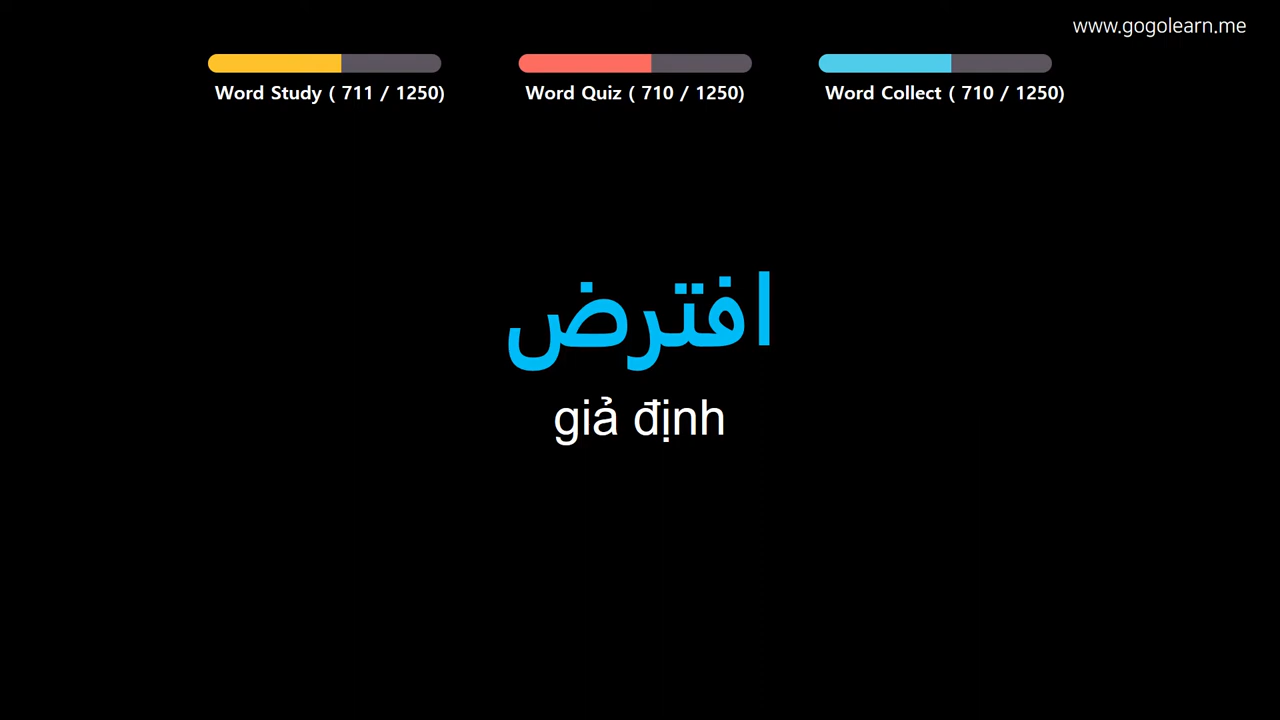 www.gogolearn.me
Word Study ( 711 / 1250)
Word Quiz ( 710 / 1250)
Word Collect ( 710 / 1250)
افترض
giả định